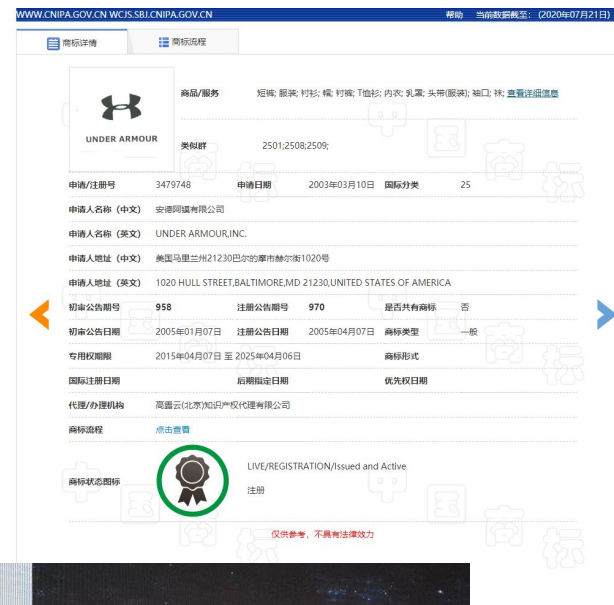 WWW.CNIPA.GOV.CN WCJS.SBJ.CNIPA.GOV.CN 帮助 当前数据截至: (2020年07月21日)
商标详情 商标流程
UNDER ARMOUR
商品/服务 短裤; 服装; 衬衫; 帽; 衬裤; T恤衫; 内衣; 乳罩; 头带(服装); 袖口; 袜; 查看详细信息
类似群 2501;2508;2509;
申请/注册号 3479748 申请日期 2003年03月10日 国际分类 25
申请人名称（中文） 安德阿镆有限公司
申请人名称（英文） UNDER ARMOUR,INC.
申请人地址（中文） 美国马里兰州21230巴尔的摩市赫尔街1020号
申请人地址（英文） 1020 HULL STREET,BALTIMORE,MD 21230,UNITED STATES OF AMERICA
初审公告期号 958 注册公告期号 970 是否共有商标 否
初审公告日期 2005年01月07日 注册公告日期 2005年04月07日 商标类型 一般
专用权期限 2015年04月07日 至 2025年04月06日 商标形式
国际注册日期 后期指定日期 优先权日期
代理/办理机构 高露云(北京)知识产权代理有限公司
商标流程 点击查看
商标状态图标
LIVE/REGISTRATION/Issued and Active
注册
仅供参考，不具有法律效力